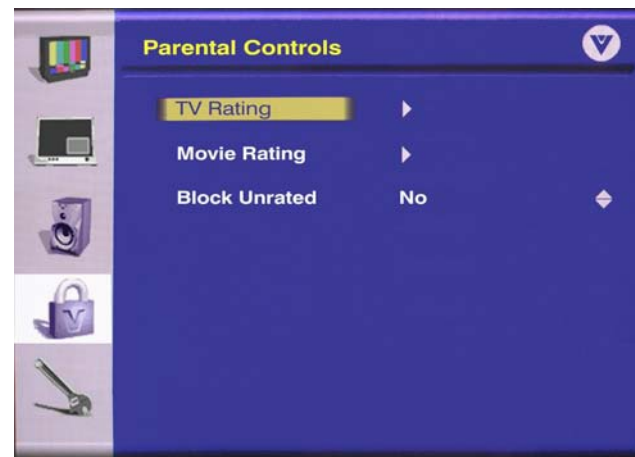 Parental Controls
TV Rating
Movie Rating
Block Unrated No